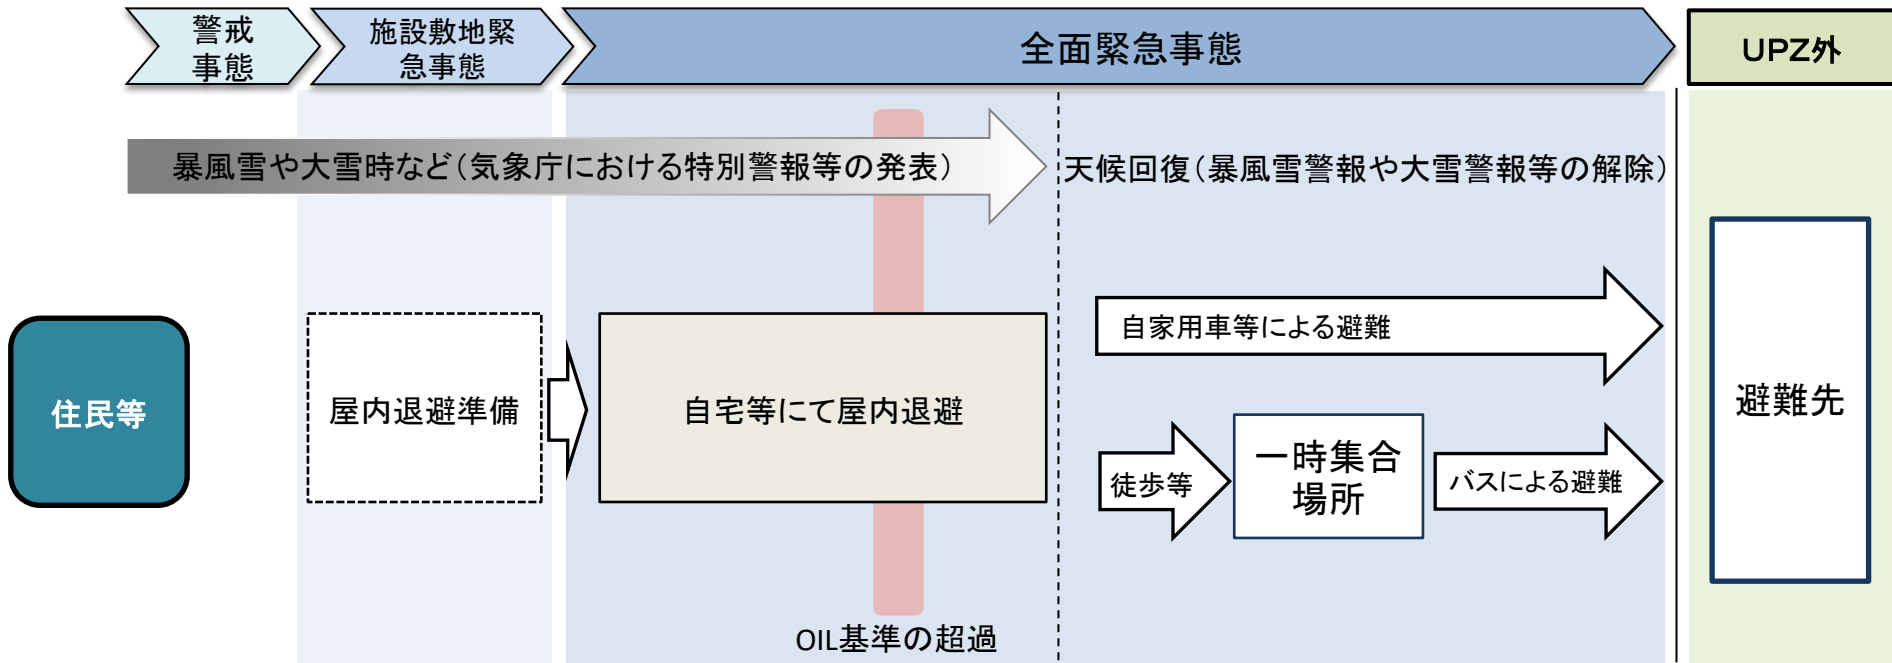 警戒
事態
施設敷地緊
急事態
全面緊急事態
UPZ外
暴風雪や大雪時など（気象庁における特別警報等の発表）
天候回復（暴風雪警報や大雪警報等の解除）
住民等
屋内退避準備
自宅等にて屋内退避
自家用車等による避難
徒歩等
一時集合
場所
バスによる避難
避難先
OIL基準の超過